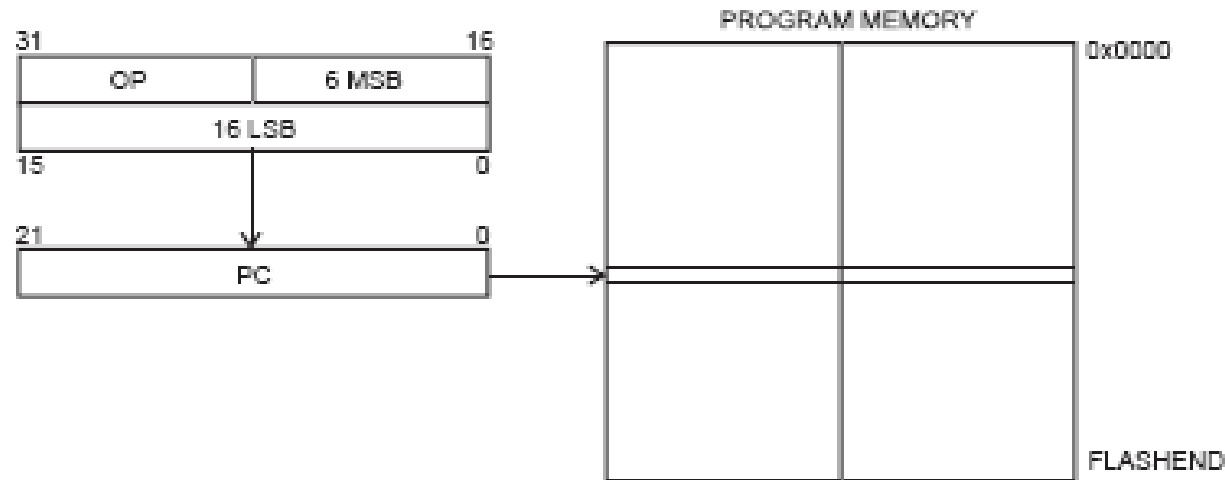 PROGRAM MEMORY
31 16
0x0000
OP 6 MSB
16 LSB
15 0
21 0
PC
FLASHEND